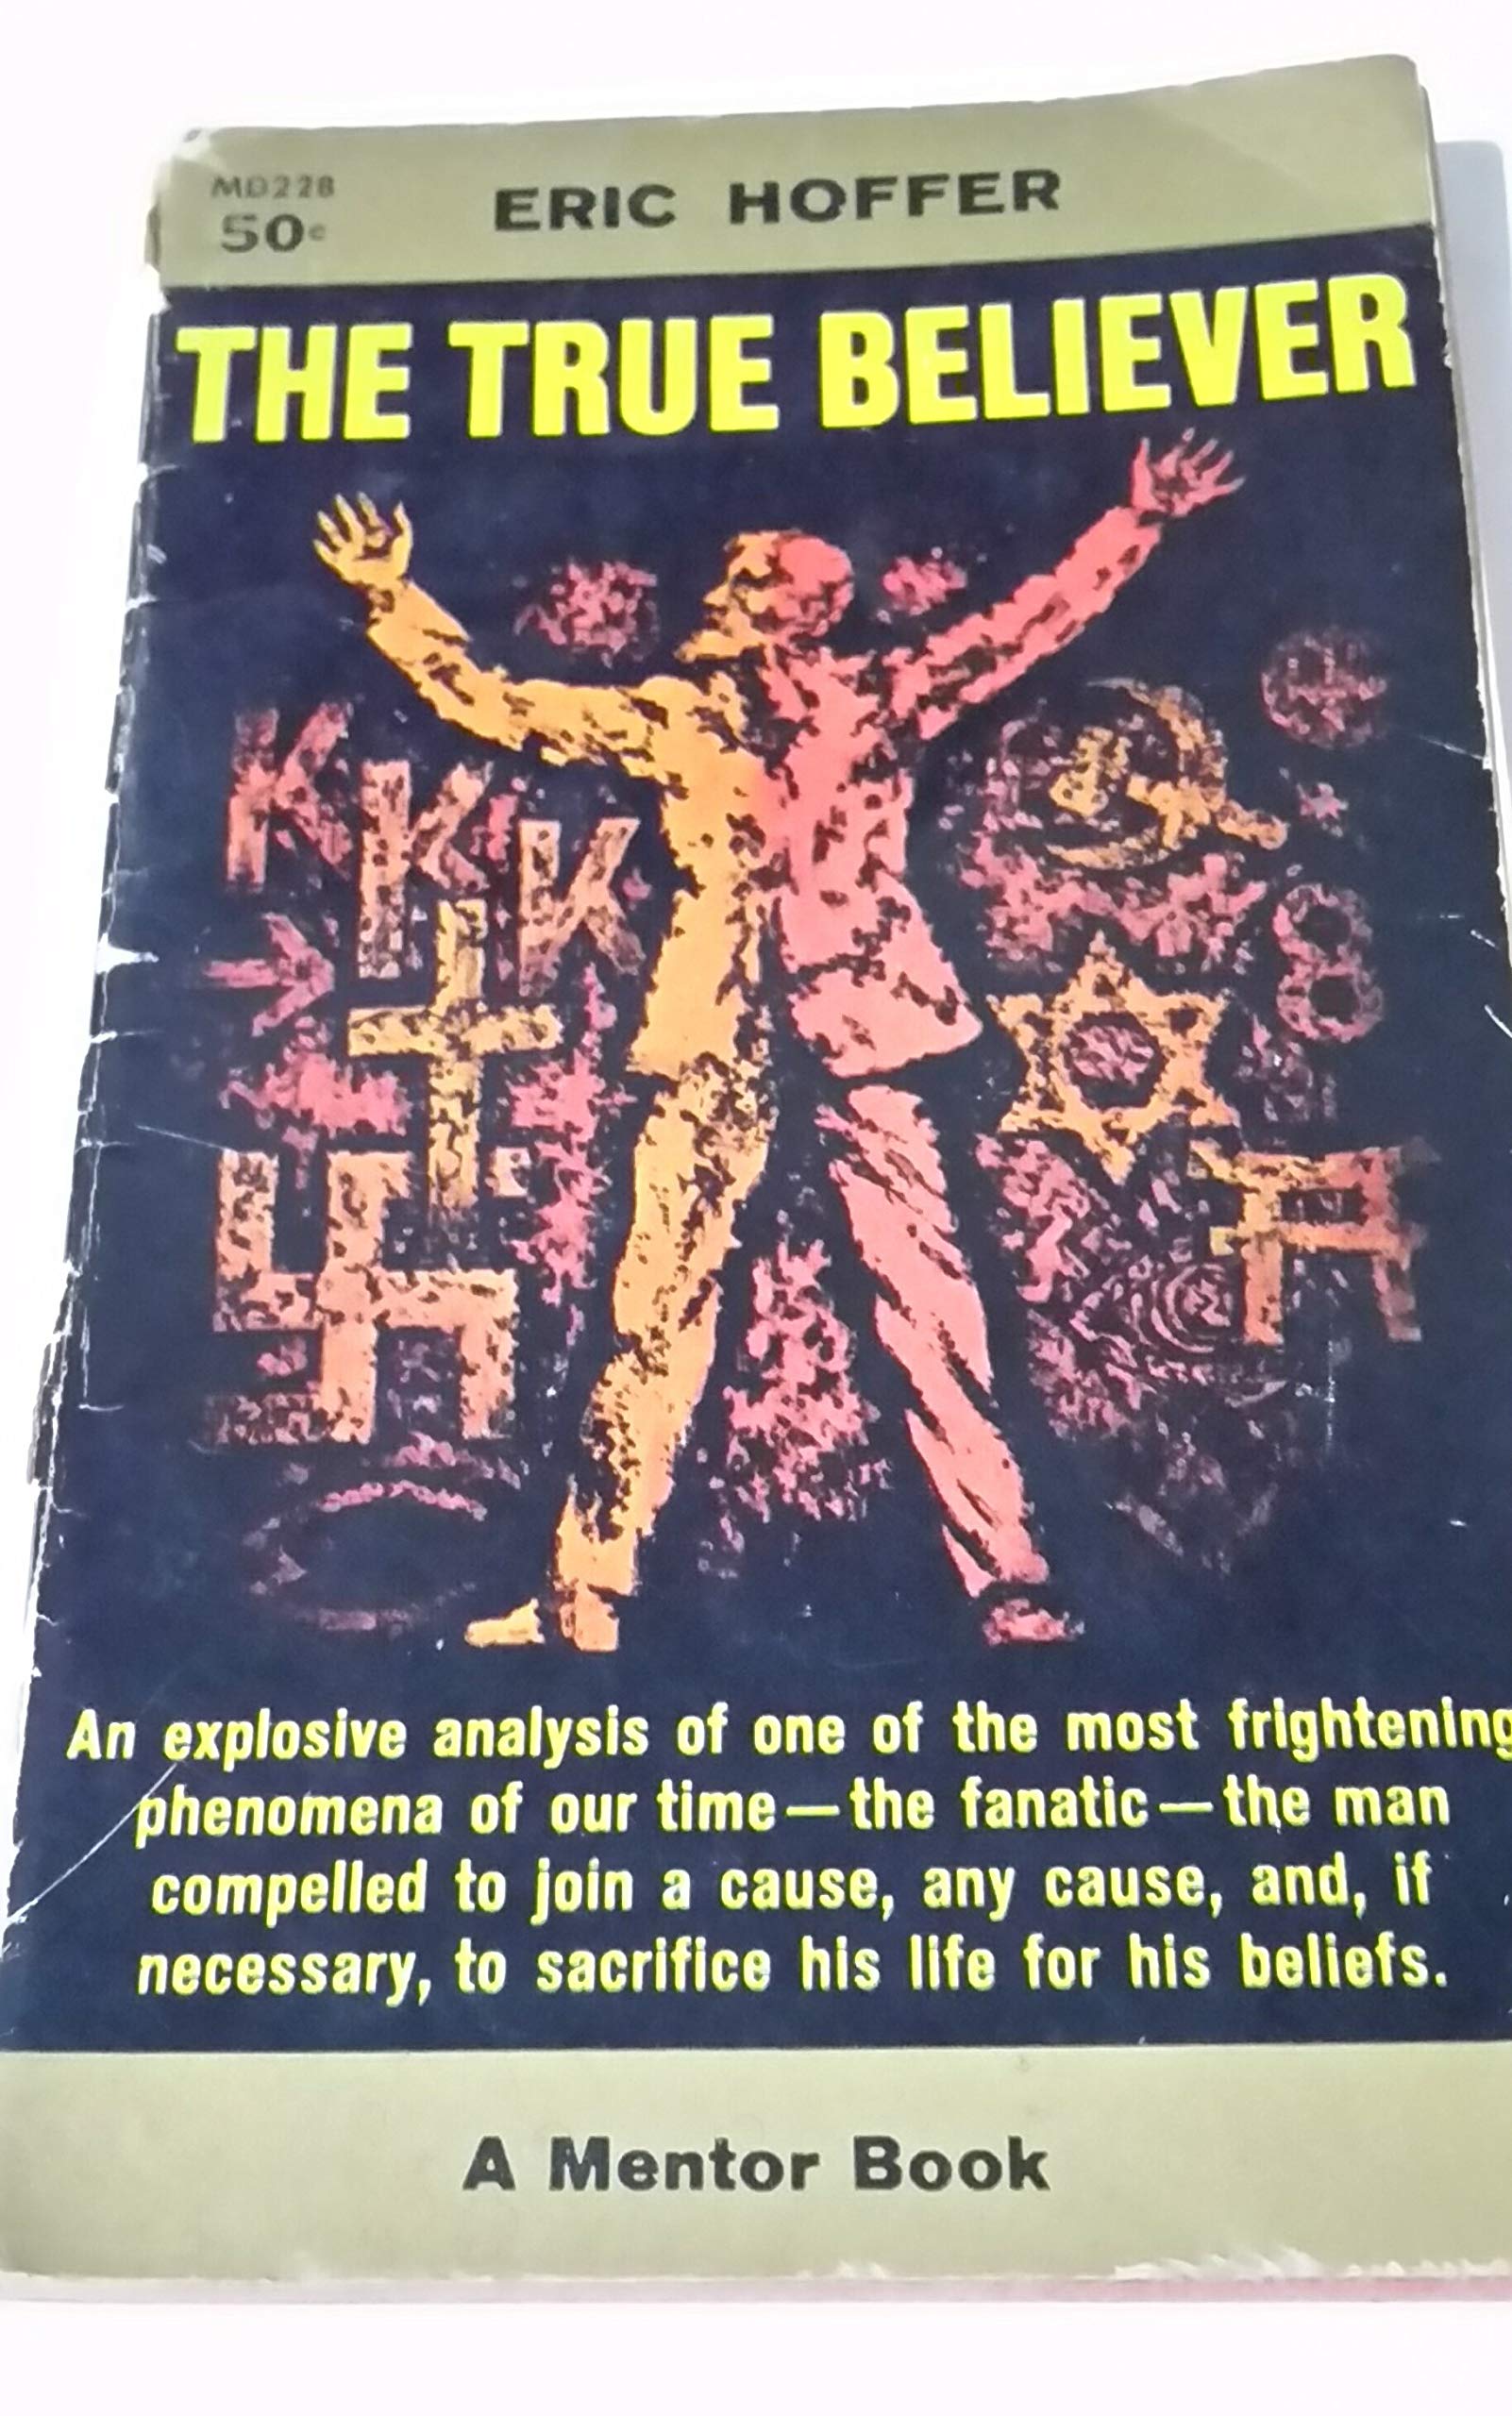 MD228
50c
ERIC HOFFER
THE TRUE BELIEVER
KKK
An explosive analysis of one of the most frightening
phenomena of our time—the fanatic—the man
compelled to join a cause, any cause, and, if
necessary, to sacrifice his life for his beliefs.
A Mentor Book